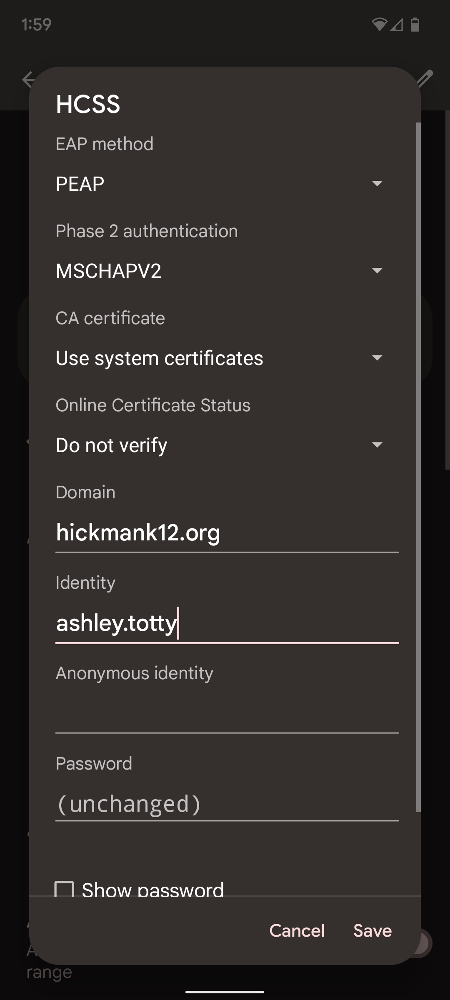 1:59
HCSS
EAP method
PEAP
Phase 2 authentication
MSCHAPV2
CA certificate
Use system certificates
Online Certificate Status
Do not verify
Domain
hickmank12.org
Identity
ashley.totty
Anonymous identity
Password
(unchanged)
Show password
Cancel Save
range